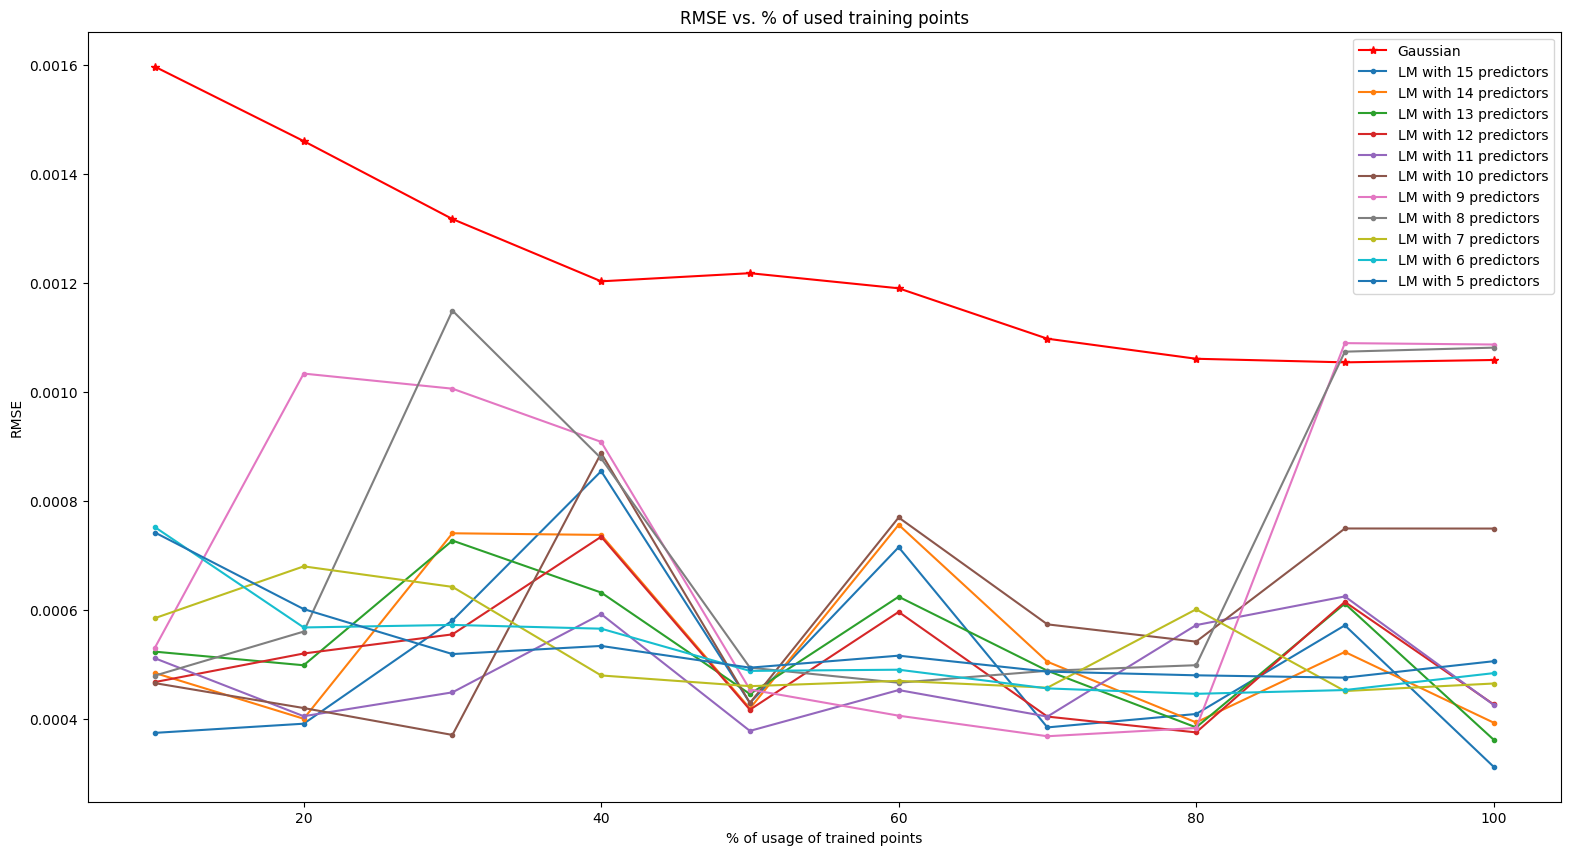 RMSE vs. % of used training points
0.0016
0.0014
0.0012
0.0010
0.0008
0.0006
0.0004
RMSE
20
40
60
80
100
% of usage of trained points
Gaussian
LM with 15 predictors
LM with 14 predictors
LM with 13 predictors
LM with 12 predictors
LM with 11 predictors
LM with 10 predictors
LM with 9 predictors
LM with 8 predictors
LM with 7 predictors
LM with 6 predictors
LM with 5 predictors